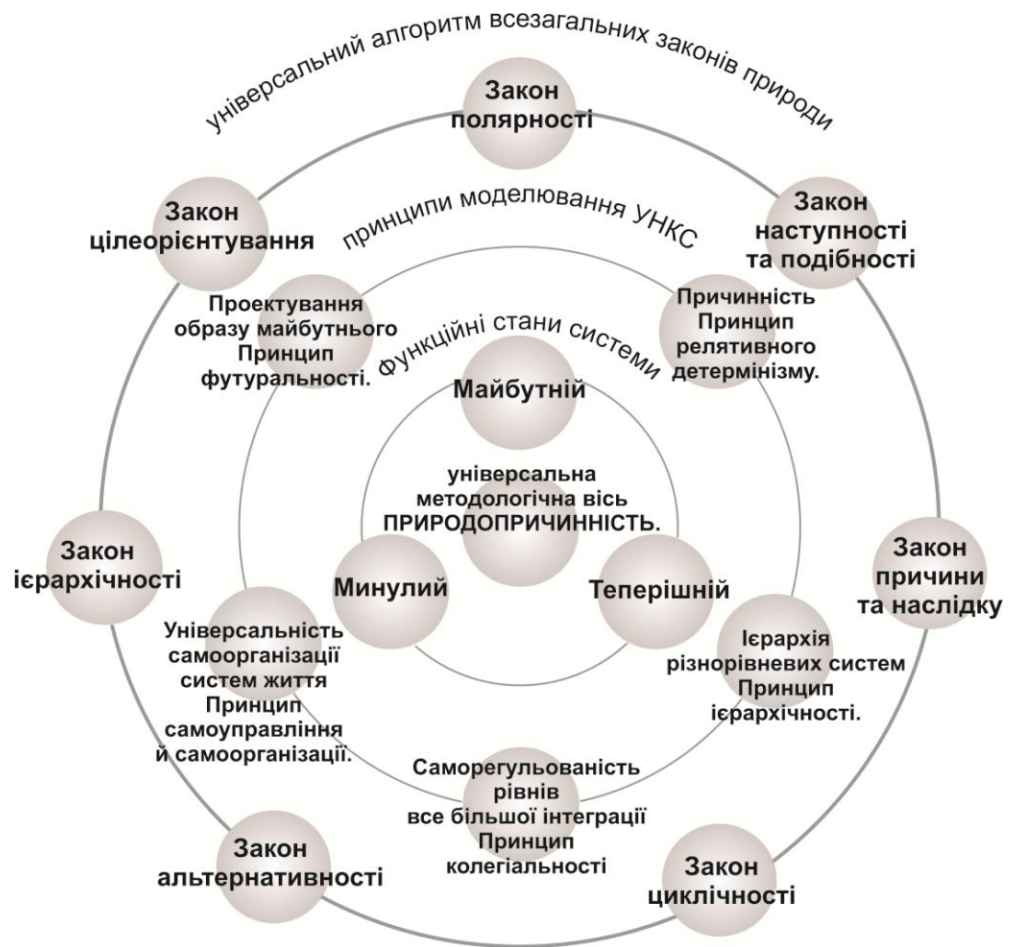 універсальний алгоритм всезагальних законів природи
Закон
полярності
Закон
цілеорієнтування
Закон
наступності
та подібності
принципи моделювання УНКС
Проектування
образу майбутнього
Принцип
футуральності.
Причинність
Принцип
релятивного
детермінізму.
Функційні стани системи
Майбутній
універсальна
методологічна вісь
ПРИРОДОПРИЧИННІСТЬ.
Минулий
Теперішній
Закон
ієрархічності
Закон
причини
та наслідку
Універсальність
самоорганізації
систем життя
Принцип
самоуправління
й самоорганізації.
Ієрархія
різнорівневих систем
Принцип
ієрархічності.
Саморегульованість
рівнів
все більшої інтеграції
Принцип
колегіальності
Закон
альтернативності
Закон
циклічності